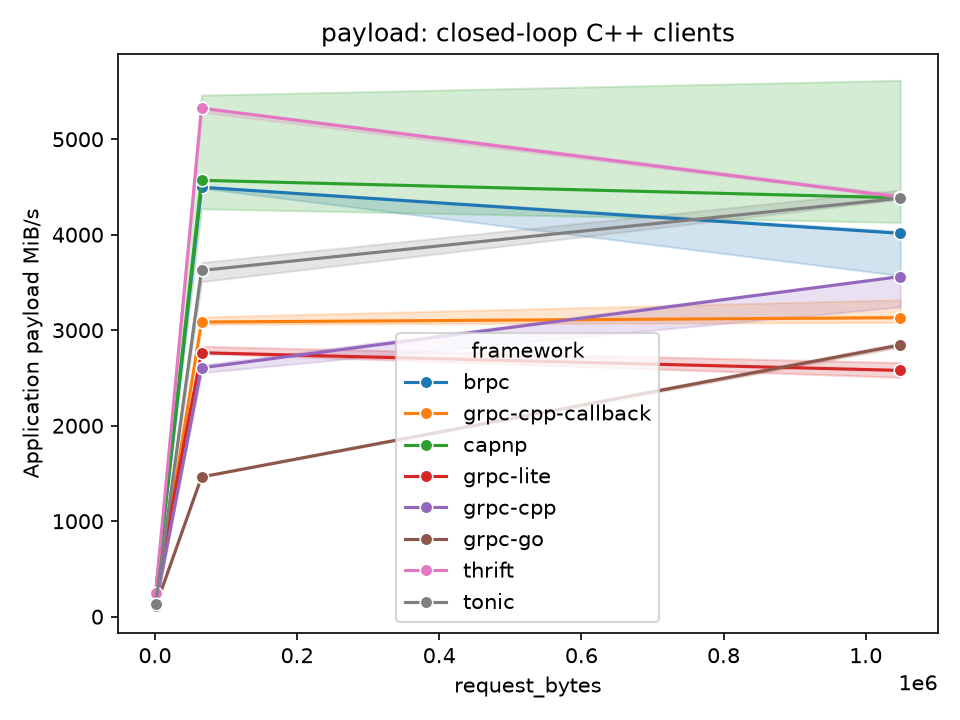 payload: closed-loop C++ clients
Application payload MiB/s
5000
4000
3000
2000
1000
0
framework
brpc
grpc-cpp-callback
capnp
grpc-lite
grpc-cpp
grpc-go
thrift
tonic
0.0 0.2 0.4 0.6 0.8 1.0
1e6
request_bytes